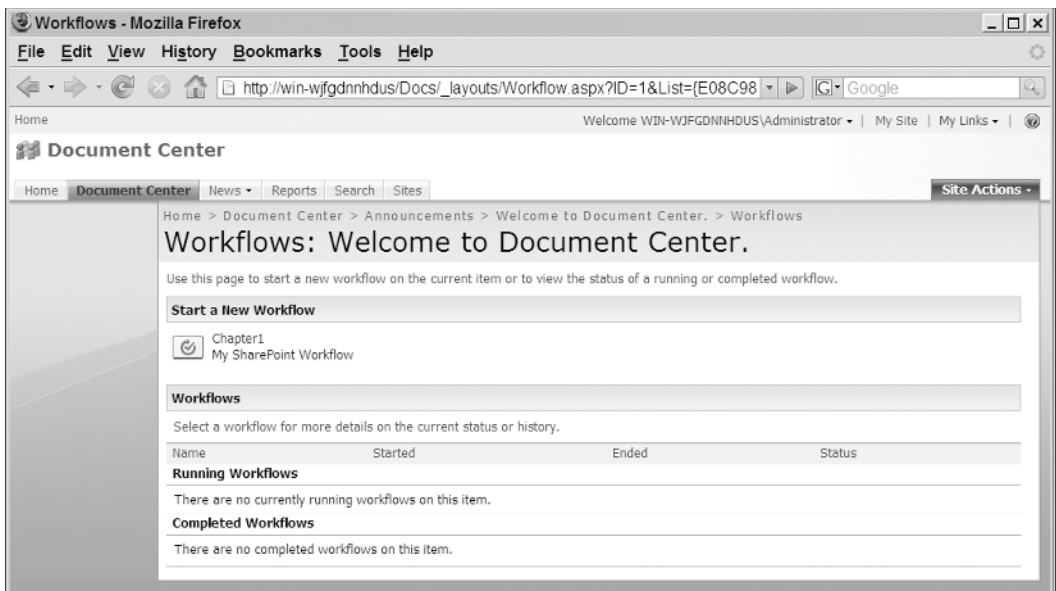 Workflows - Mozilla Firefox
File Edit View History Bookmarks Tools Help
http://win-wjfgdnnhdus/Docs/_layouts/Workflow.aspx?ID=1&List={E08C98 G Google
Home Welcome WIN-WJFGDNNHDUS\Administrator | My Site | My Links |
Document Center
Home Document Center News Reports Search Sites Site Actions
Home > Document Center > Announcements > Welcome to Document Center. > Workflows
Workflows: Welcome to Document Center.
Use this page to start a new workflow on the current item or to view the status of a running or completed workflow.
Start a New Workflow
Chapter1
My SharePoint Workflow
Workflows
Select a workflow for more details on the current status or history.
Name Started Ended Status
Running Workflows
There are no currently running workflows on this item.
Completed Workflows
There are no completed workflows on this item.